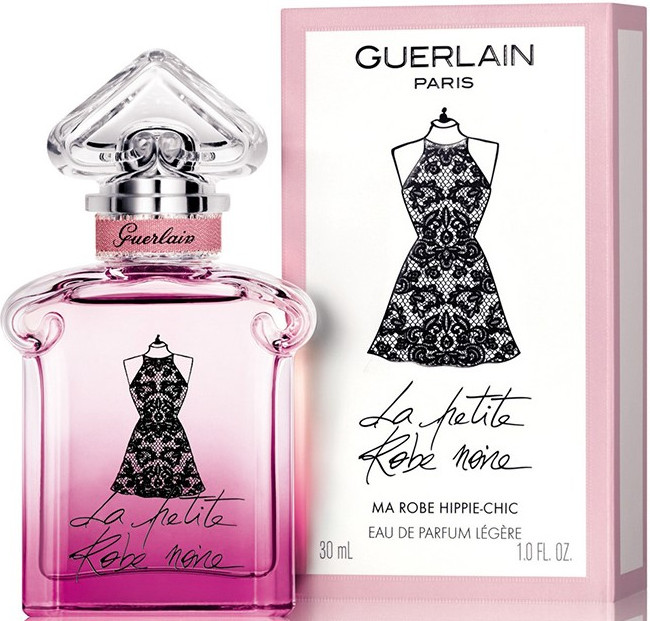 Guerlain
La petite
Robe noire
GUERLAIN
PARIS
La petite
Robe noire
MA ROBE HIPPIE-CHIC
EAU DE PARFUM LÉGÈRE
30 mL 1.0 FL. OZ.